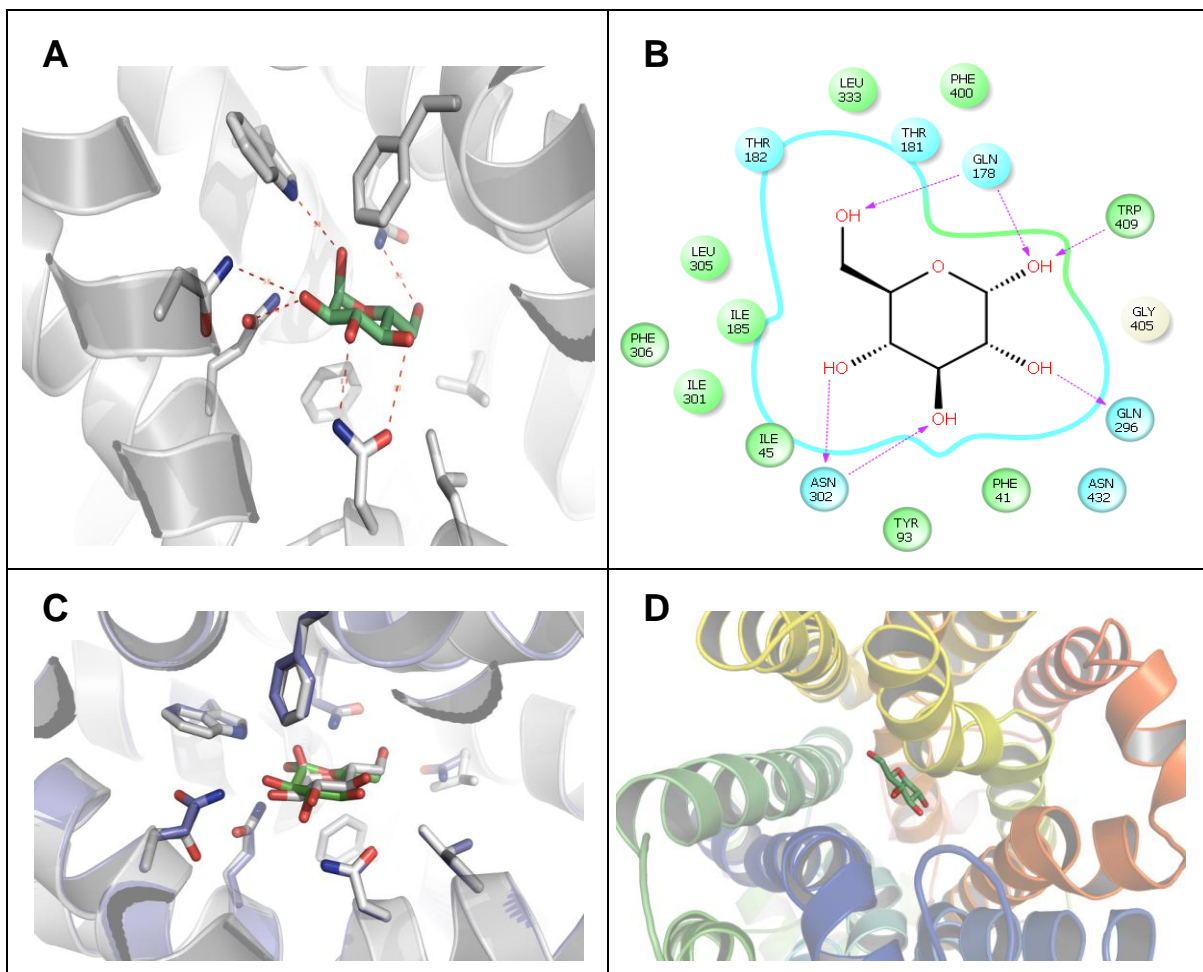 A
B
LEU
333
PHE
400
THR
182
THR
181
GLN
178
OH
TRP
409
LEU
305
O
OH
GLY
405
ILE
185
PHE
306
HO
OH
ILE
301
GLN
296
OH
ILE
45
ASN
302
PHE
41
ASN
432
TYR
93
C
D